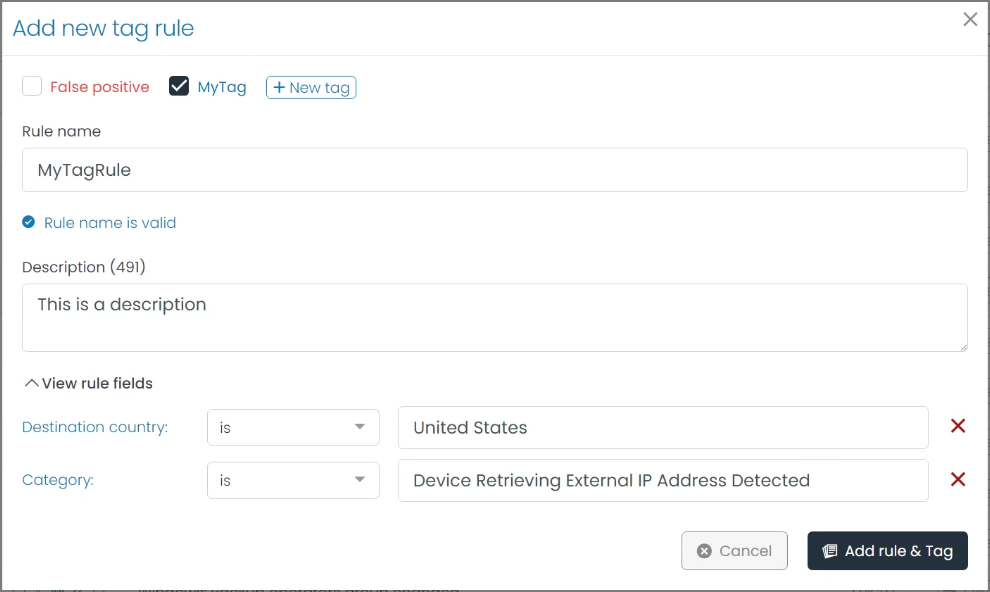 Add new tag rule
False positive MyTag + New tag
Rule name
MyTagRule
Rule name is valid
Description (491)
This is a description
View rule fields
Destination country: is United States
Category: is Device Retrieving External IP Address Detected
Cancel Add rule & Tag